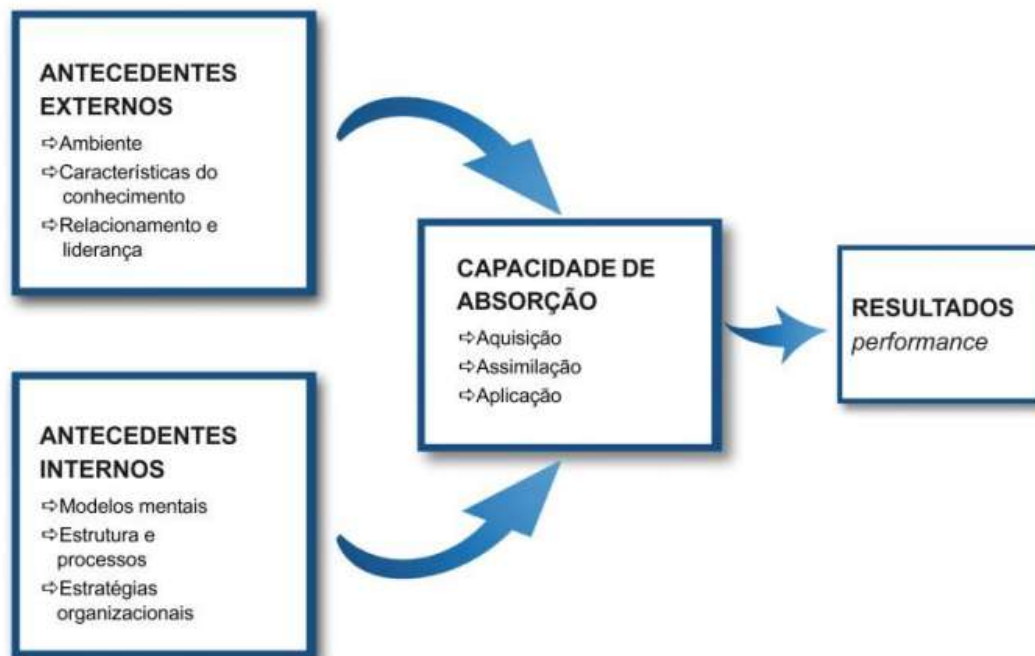 ANTECEDENTES
EXTERNOS
⇨Ambiente
⇨Características do
conhecimento
⇨Relacionamento e
liderança
ANTECEDENTES
INTERNOS
⇨Modelos mentais
⇨Estrutura e
processos
⇨Estratégias
organizacionais
CAPACIDADE DE
ABSORÇÃO
⇨Aquisição
⇨Assimilação
⇨Aplicação
RESULTADOS
performance